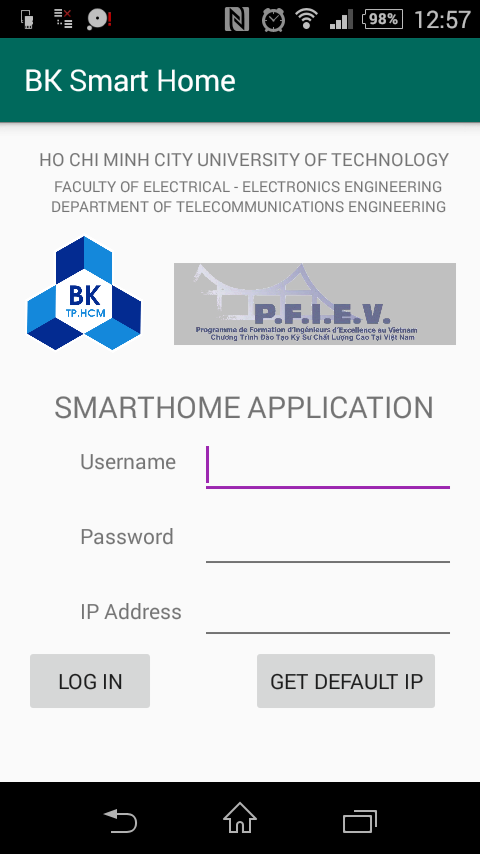 98%
12:57
BK Smart Home
HO CHI MINH CITY UNIVERSITY OF TECHNOLOGY
FACULTY OF ELECTRICAL - ELECTRONICS ENGINEERING
DEPARTMENT OF TELECOMMUNICATIONS ENGINEERING
BK
TP.HCM
P.F.I.E.V.
Programme de Formation d'Ingénieurs d'Excellence au Vietnam
Chương Trình Đào Tạo Kỹ Sư Chất Lượng Cao Tại Việt Nam
SMARTHOME APPLICATION
Username
Password
IP Address
LOG IN
GET DEFAULT IP